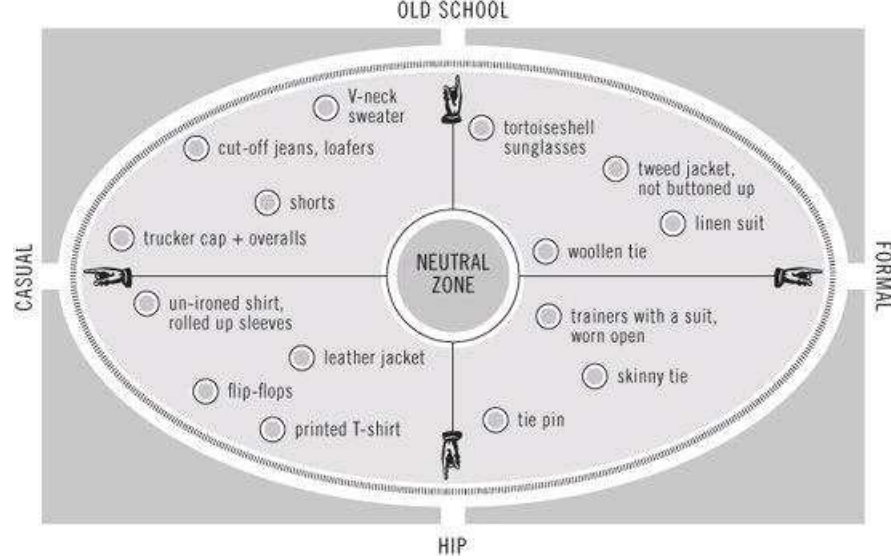 OLD SCHOOL
V-neck
sweater
tortoiseshell
sunglasses
cut-off jeans, loafers
tweed jacket,
not buttoned up
shorts
linen suit
trucker cap + overalls
woollen tie
CASUAL
NEUTRAL
ZONE
FORMAL
un-ironed shirt,
rolled up sleeves
trainers with a suit,
worn open
leather jacket
skinny tie
flip-flops
tie pin
printed T-shirt
HIP